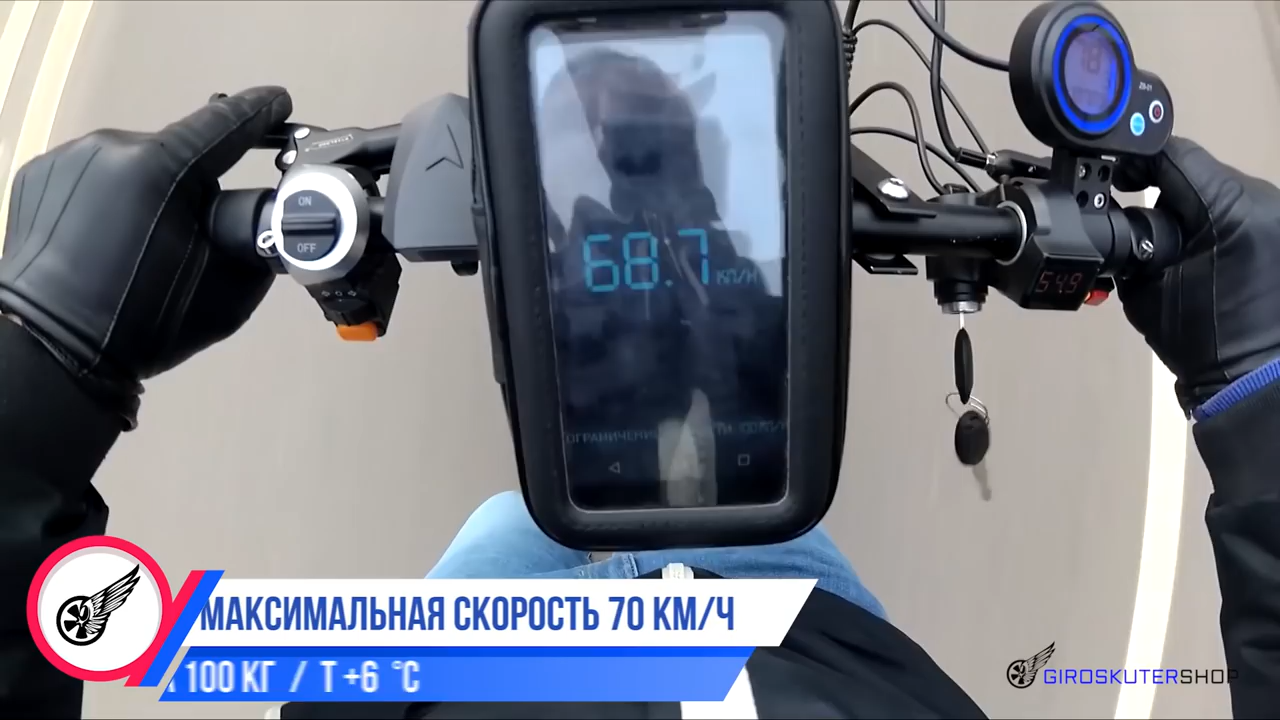 ON
OFF
68.7
КМ/Н
54.9
МАКСИМАЛЬНАЯ СКОРОСТЬ 70 КМ/Ч
100 КГ / T +6 °C
GIROSKUTERSHOP